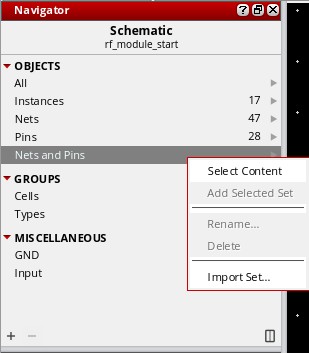 Navigator
Schematic
rf_module_start
OBJECTS
All
Instances 17
Nets 47
Pins 28
Nets and Pins
Select Content
Add Selected Set
Rename...
Delete
Import Set...
GROUPS
Cells
Types
MISCELLANEOUS
GND
Input